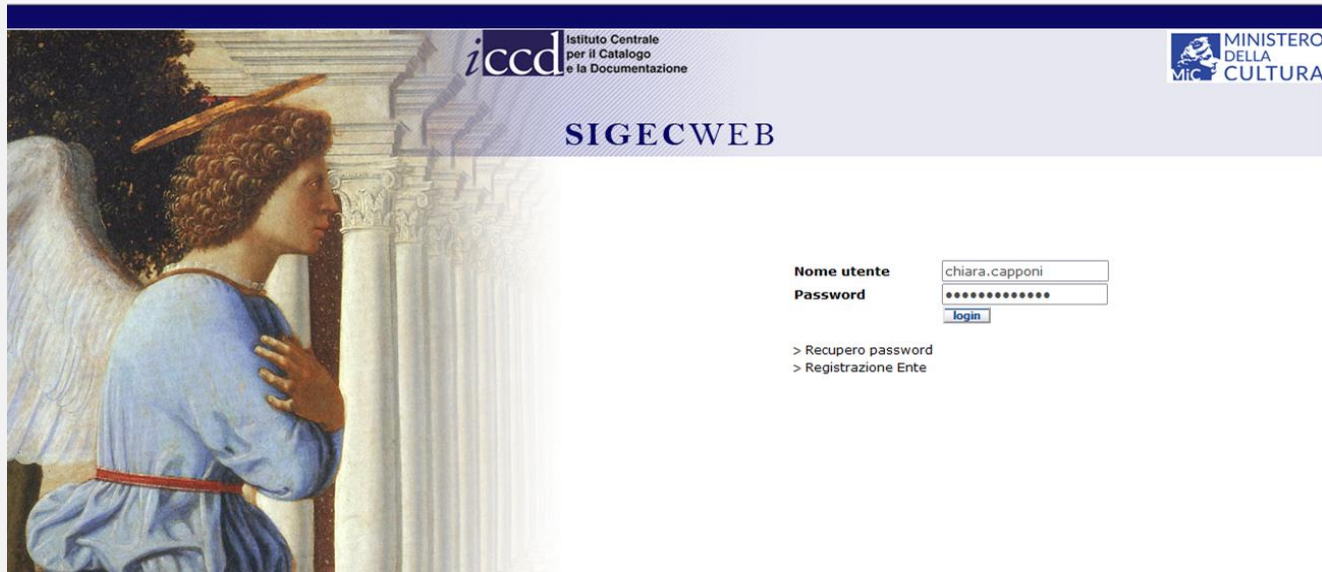 iccd
Istituto Centrale
per il Catalogo
e la Documentazione
MiC
MINISTERO
DELLA
CULTURA
SIGECWEB
Nome utente chiara.capponi
Password •••••••••••••
login
> Recupero password
> Registrazione Ente